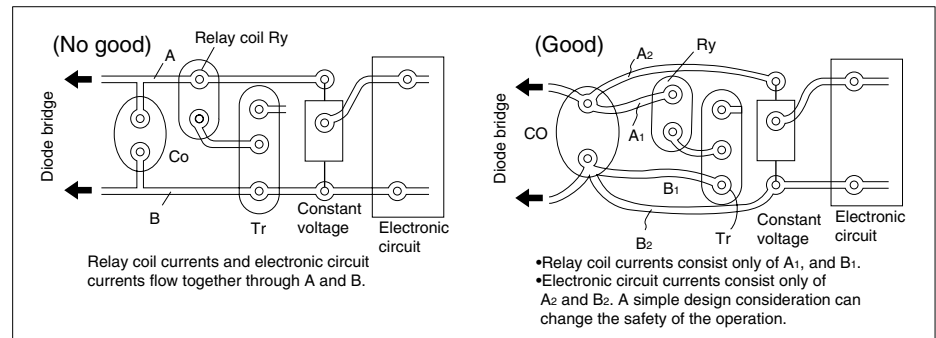 (No good)
A
Relay coil Ry
Diode bridge
Co
B
Tr
Constant
voltage
Electronic
circuit
Relay coil currents and electronic circuit
currents flow together through A and B.
(Good)
A2
Ry
Diode bridge
CO
A1
B1
B2
Tr
Constant
voltage
Electronic
circuit
•Relay coil currents consist only of A1, and B1.
•Electronic circuit currents consist only of
A2 and B2. A simple design consideration can
change the safety of the operation.